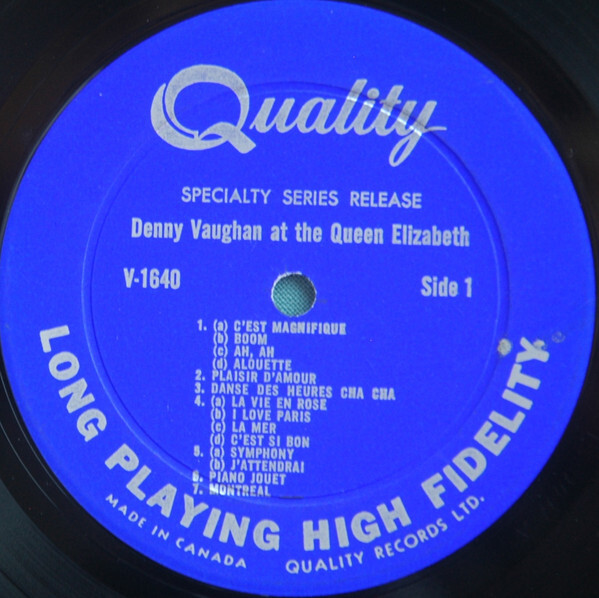 Quality
SPECIALTY SERIES RELEASE
Denny Vaughan at the Queen Elizabeth
V-1640 Side 1
1. (a) C'EST MAGNIFIQUE
(b) BOOM
(c) AH, AH
(d) ALOUETTE
2. PLAISIR D'AMOUR
3. DANSE DES HEURES CHA CHA
4. (a) LA VIE EN ROSE
(b) I LOVE PARIS
(c) LA MER
(d) C'EST SI BON
5. (a) SYMPHONY
(b) J'ATTENDRAI
6. PIANO JOUET
7. MONTREAL
LONG PLAYING HIGH FIDELITY
MADE IN CANADA QUALITY RECORDS LTD.